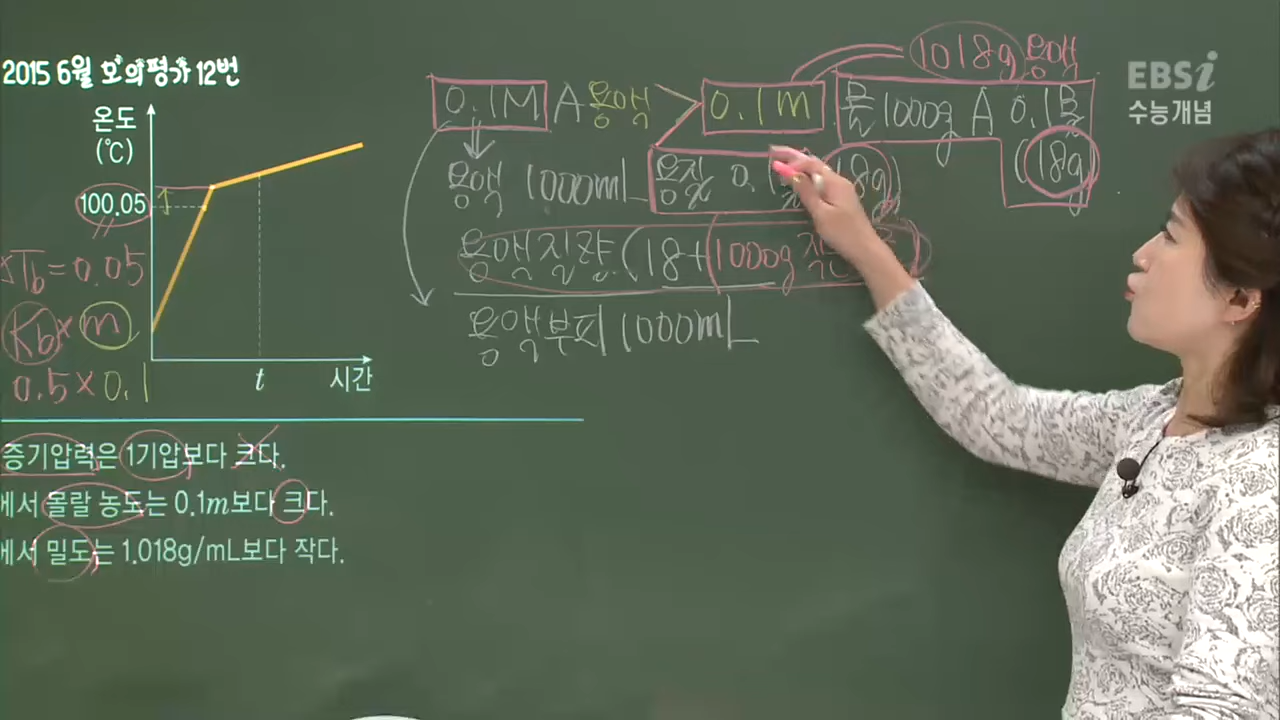 2015 6월 모의평가 12번
온도
(℃)
100.05
Tb = 0.05
Kb × m
0.5 × 0.1
t
시간
증기압력은 1기압보다 크다.
에서 몰랄 농도는 0.1m보다 크다.
에서 밀도는 1.018g/mL보다 작다.
1018g 용액
0.1M A 용액 > 0.1m 물 1000g A 0.1몰
(18g)
용액 1000mL 용질 0.1 18g
용액질량 (18+ 1000g
용액부피 1000mL
EBSi
수능개념